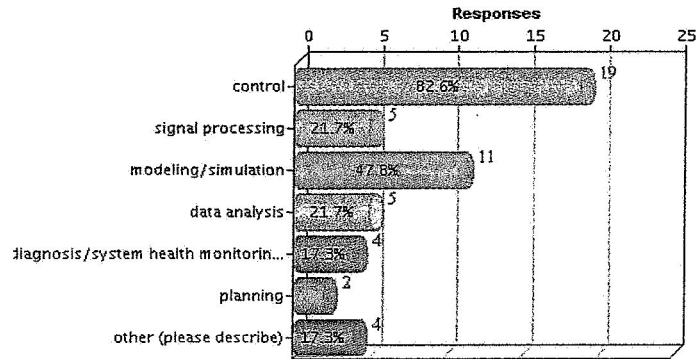 Responses
0 5 10 15 20 25
control 82.6% 19
signal processing 21.7% 5
modeling/simulation 47.8% 11
data analysis 21.7% 5
diagnosis/system health monitorin... 17.3% 4
planning 2
other (please describe) 17.3% 4